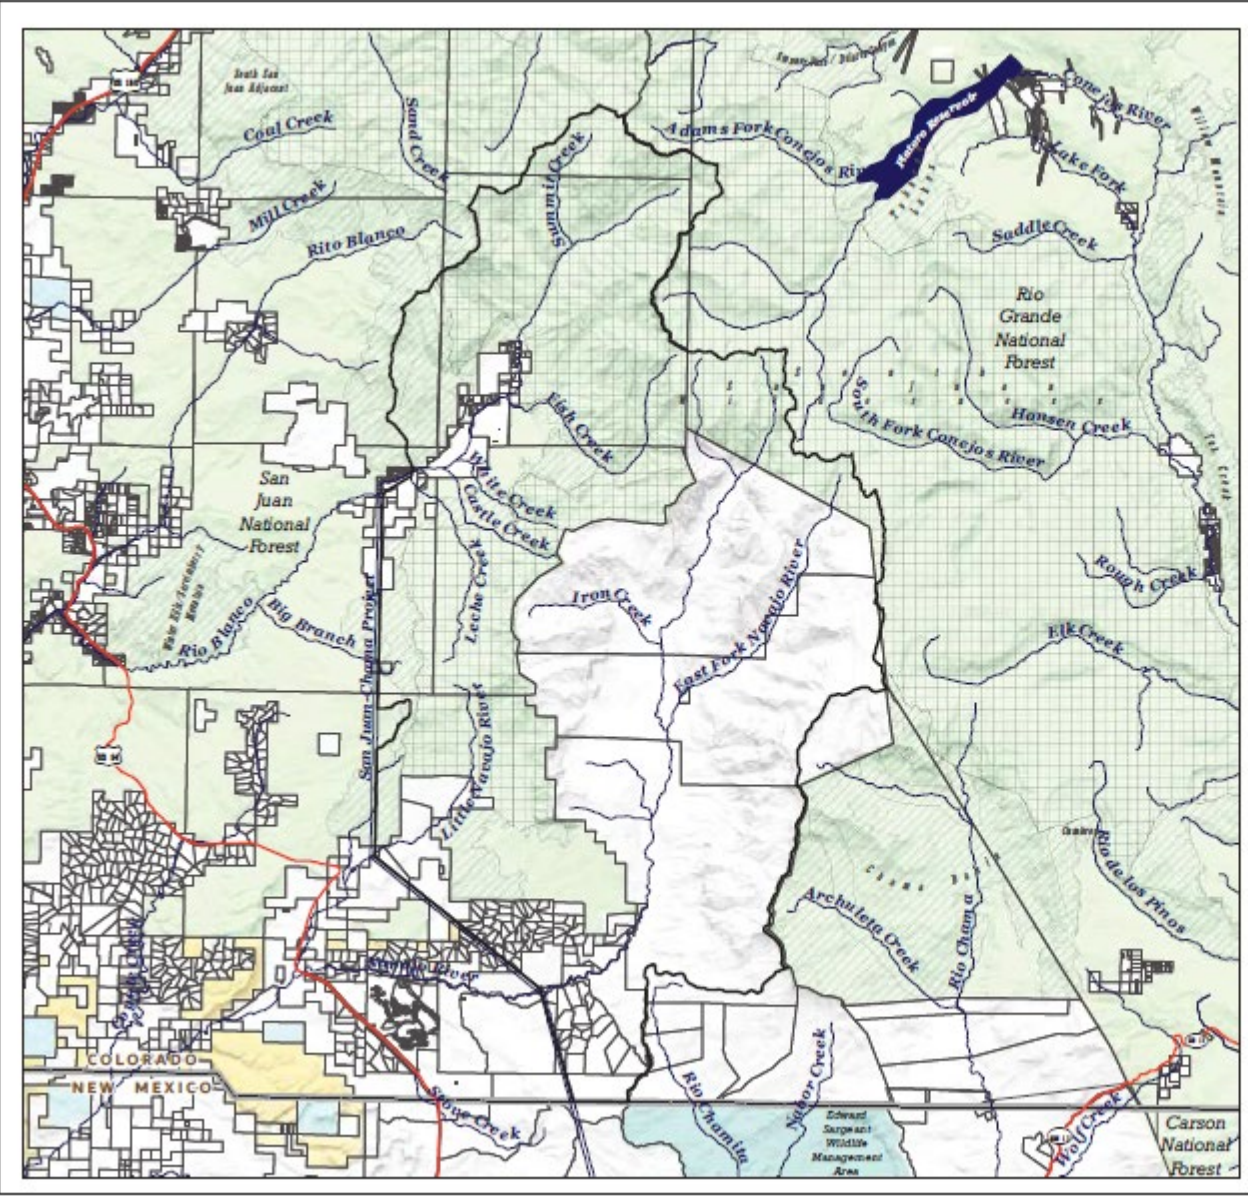 South San
Juan Adjacent
Coal Creek
Sand Creek
Summit Creek
Adams Fork Conejos River
Platoro Reservoir
Conejos River
Lake Fork
Mill Creek
Rito Blanco
Saddle Creek
Rio
Grande
National
Forest
Fish Creek
South Fork Conejos River
Hansen Creek
White Creek
Castle Creek
San
Juan
National
Forest
Leche Creek
Iron Creek
East Fork Navajo River
Rough Creek
Elk Creek
Rio Blanco
Big Branch
San Juan-Chama Project
Little Navajo River
Rio de los Pinos
Archuleta Creek
Rio Chama
COLORADO
NEW MEXICO
Stone Creek
Rio Chamita
Nabor Creek
Edward
Sargeant
Wildlife
Management
Area
Wolf Creek
Carson
National
Forest